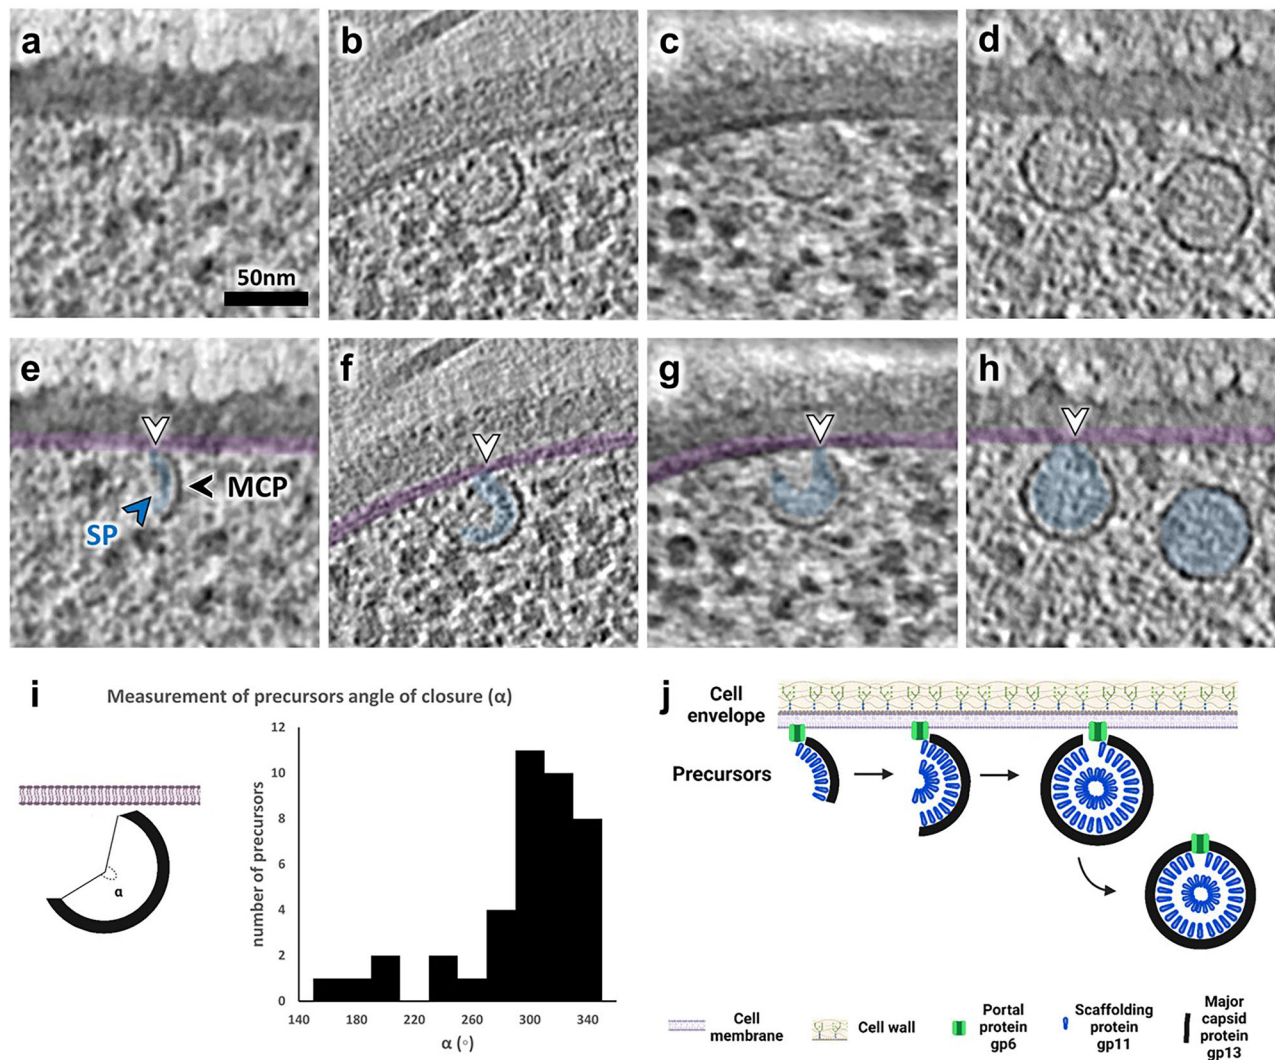 a
b
c
d
50nm
e
f
g
h
MCP
SP
i
Measurement of precursors angle of closure (α)
12
10
8
6
4
2
0
number of precursors
140
180
220
260
300
340
α (°)
α
j
Cell
envelope
Precursors
Cell
membrane
Cell wall
Portal
protein
gp6
Scaffolding
protein
gp11
Major
capsid
protein
gp13